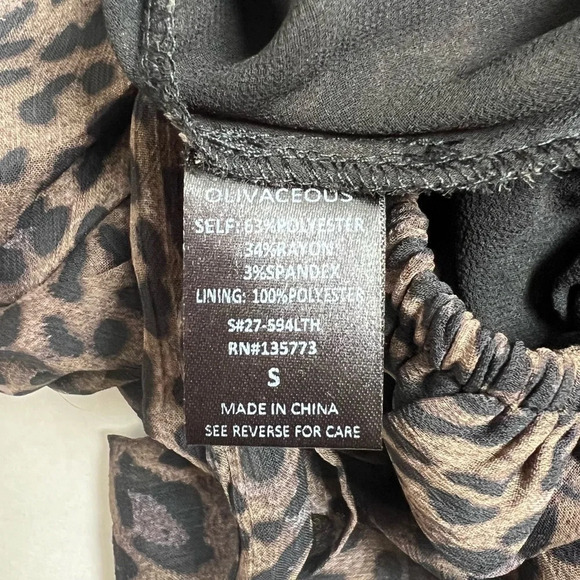 OLIVACEOUS
SELF: 63%POLYESTER
34%RAYON
3%SPANDEX
LINING: 100%POLYESTER
S#27-594LTH
RN#135773
S
MADE IN CHINA
SEE REVERSE FOR CARE